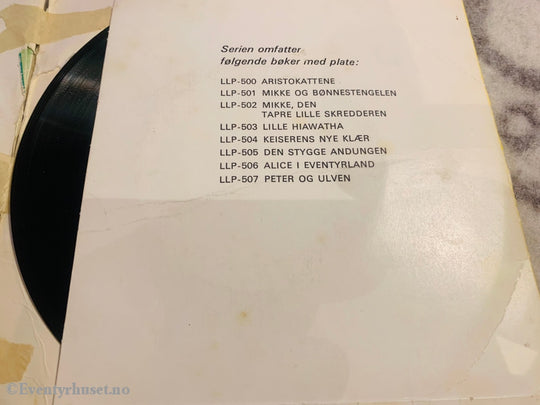 Serien omfatter
følgende bøker med plate:
LLP-500 ARISTOKATTENE
LLP-501 MIKKE OG BØNNESTENGELEN
LLP-502 MIKKE, DEN
TAPRE LILLE SKREDDEREN
LLP-503 LILLE HIAWATHA
LLP-504 KEISERENS NYE KLÆR
LLP-505 DEN STYGGE ANDUNGEN
LLP-506 ALICE I EVENTYRLAND
LLP-507 PETER OG ULVEN
©Eventyrhuset.no